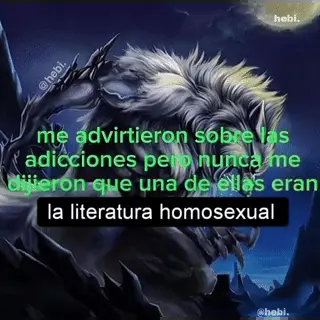 hebi.
@hebi.
me advirtieron sobre las
adicciones pero nunca me
dijieron que una de ellas eran
la literatura homosexual
@hebi.